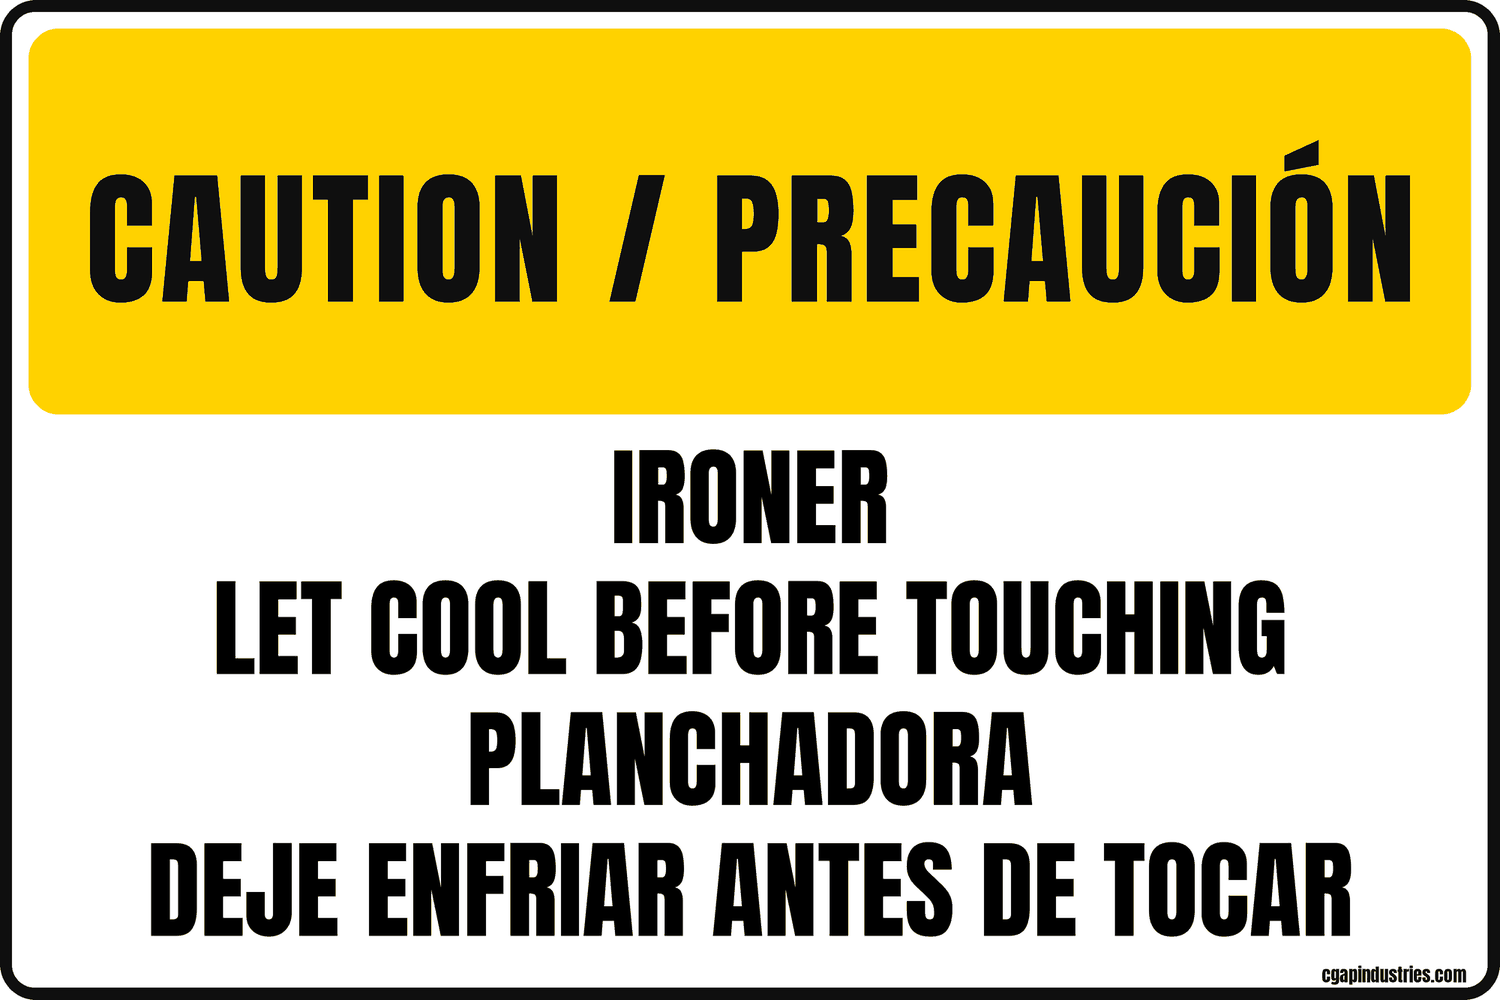 CAUTION / PRECAUCIÓN
IRONER
LET COOL BEFORE TOUCHING
PLANCHADORA
DEJE ENFRIAR ANTES DE TOCAR
cgapindustries.com